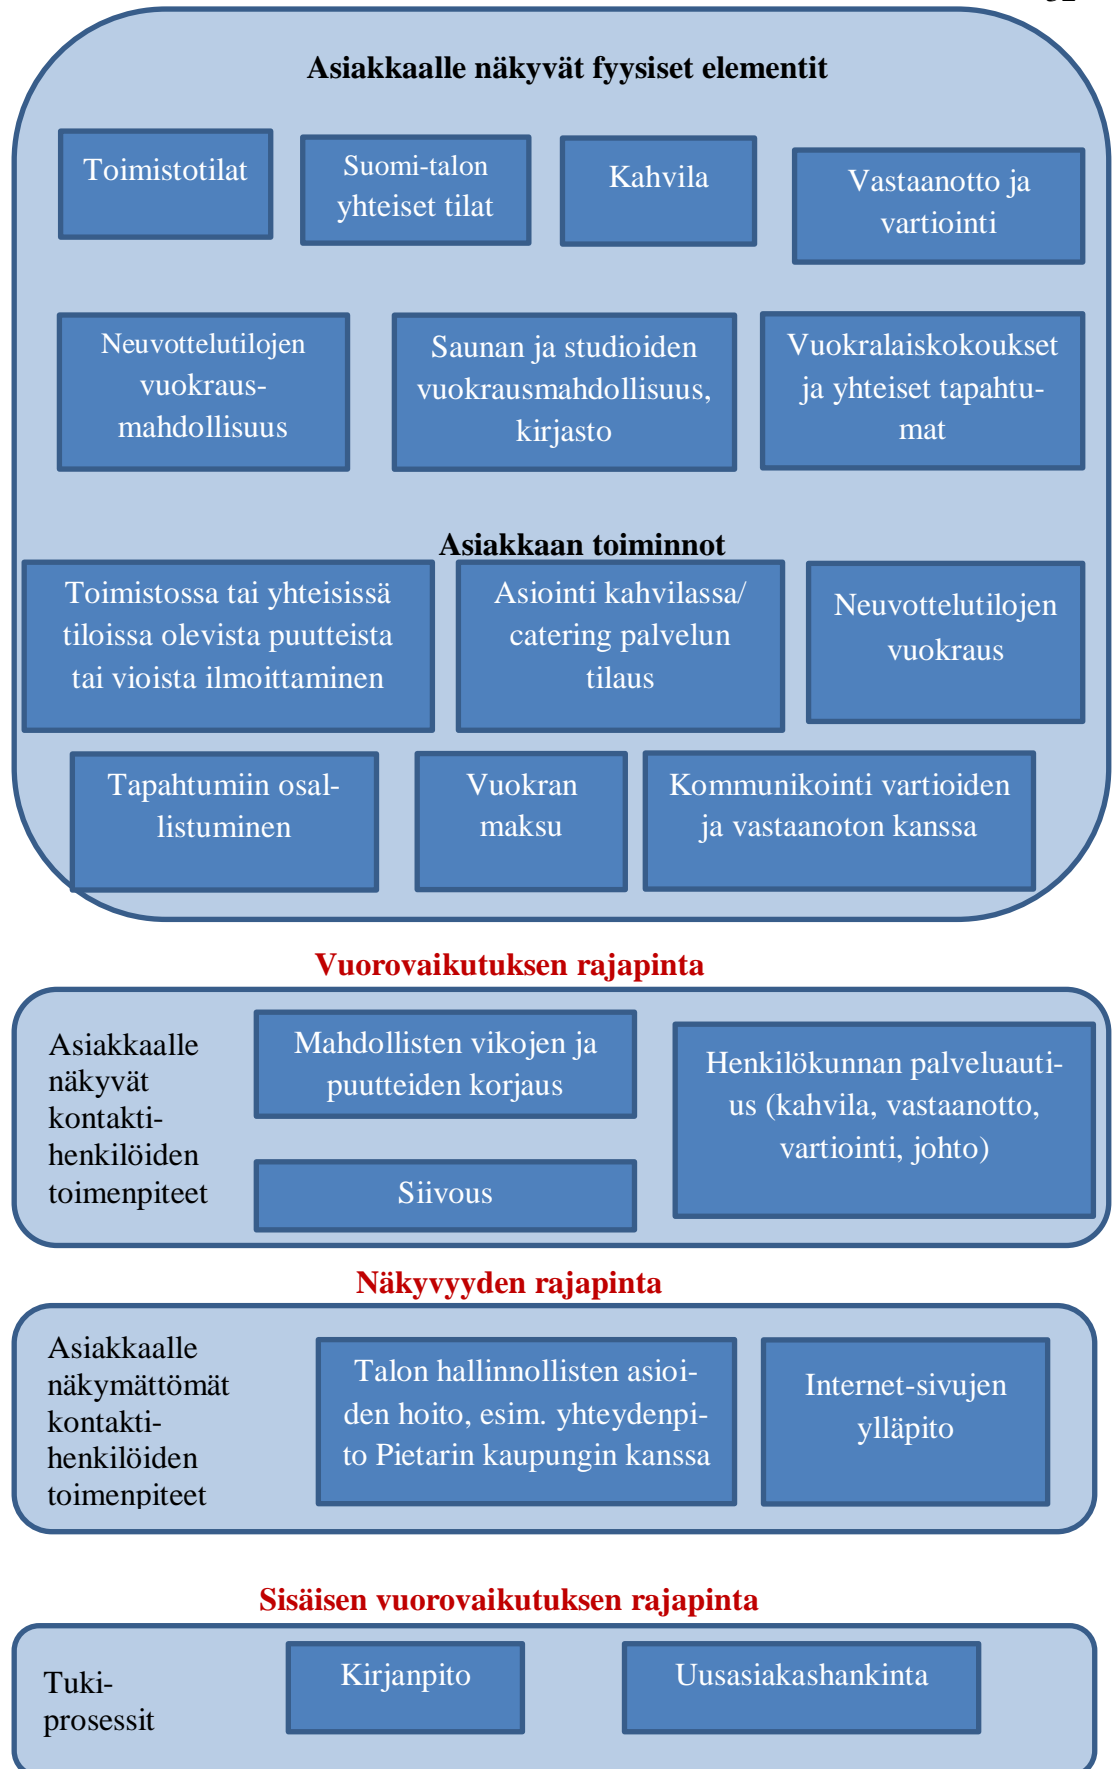 Asiakkaalle näkyvät fyysiset elementit
Toimistotilat
Suomi-talon
yhteiset tilat
Kahvila
Vastaanotto ja
vartiointi
Neuvottelutilojen
vuokraus-
mahdollisuus
Saunan ja studioiden
vuokrausmahdollisuus,
kirjasto
Vuokralaiskokoukset
ja yhteiset tapahtu-
mat
Asiakkaan toiminnot
Toimistossa tai yhteisissä
tiloissa olevista puutteista
tai vioista ilmoittaminen
Asiointi kahvilassa/
catering palvelun
tilaus
Neuvottelutilojen
vuokraus
Tapahtumiin osal-
listuminen
Vuokran
maksu
Kommunikointi vartioiden
ja vastaanoton kanssa
Vuorovaikutuksen rajapinta
Asiakkaalle
näkyvät
kontakti-
henkilöiden
toimenpiteet
Mahdollisten vikojen ja
puutteiden korjaus
Siivous
Henkilökunnan palveluauti-
us (kahvila, vastaanotto,
vartiointi, johto)
Näkyvyyden rajapinta
Asiakkaalle
näkymättömät
kontakti-
henkilöiden
toimenpiteet
Talon hallinnollisten asioi-
den hoito, esim. yhteydenpi-
to Pietarin kaupungin kanssa
Internet-sivujen
ylläpito
Sisäisen vuorovaikutuksen rajapinta
Tuki-
prosessit
Kirjanpito
Uusasiakashankinta